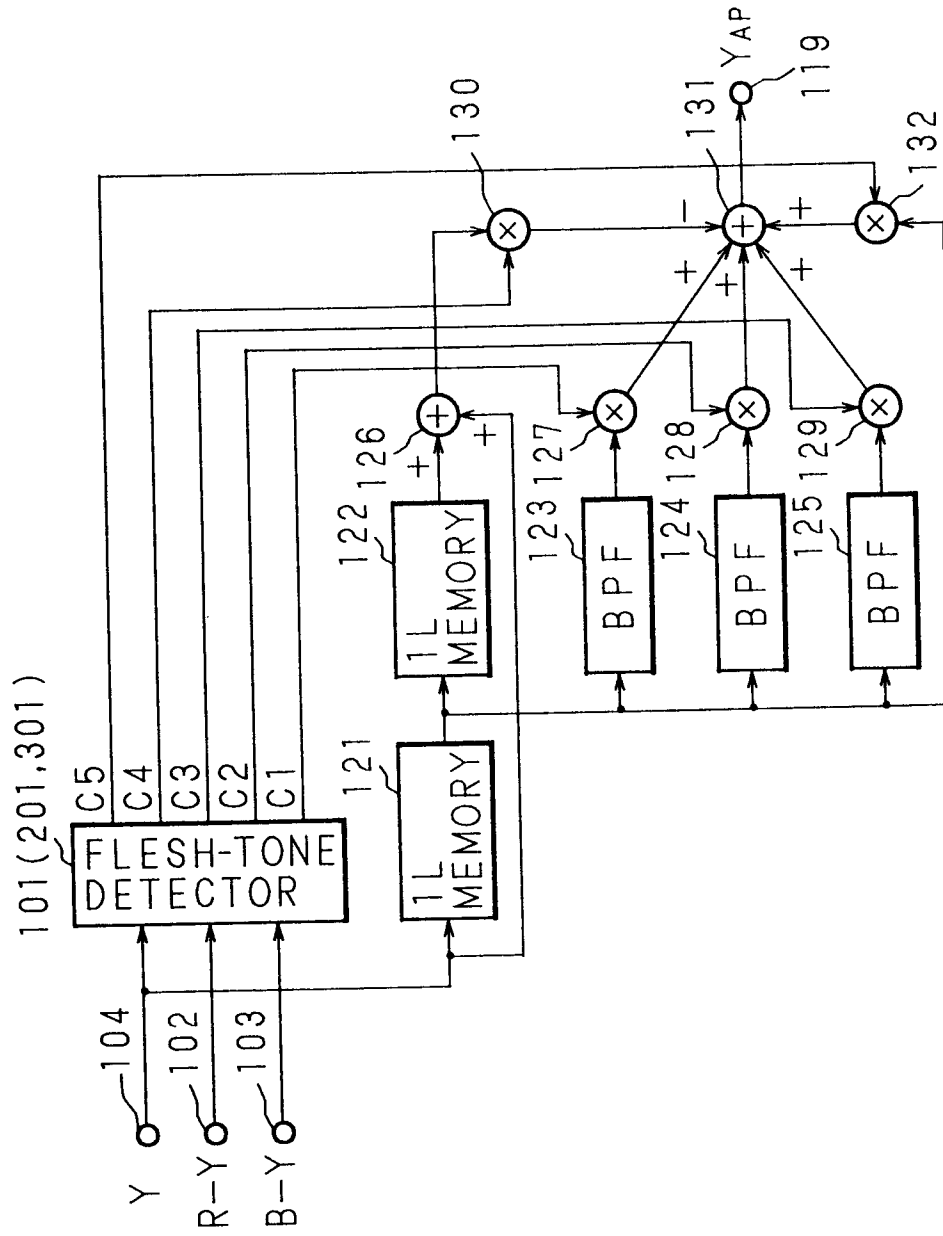 101(201,301)
FLESH-TONE
DETECTOR
C5
C4
C3
C2
C1
Y
104
R-Y
102
B-Y
103
121
1L
MEMORY
122
1L
MEMORY
126
+
+
+
130
×
123
BPF
127
×
124
BPF
128
×
125
BPF
129
×
131
+
−
+
+
+
+
132
×
YAP
119